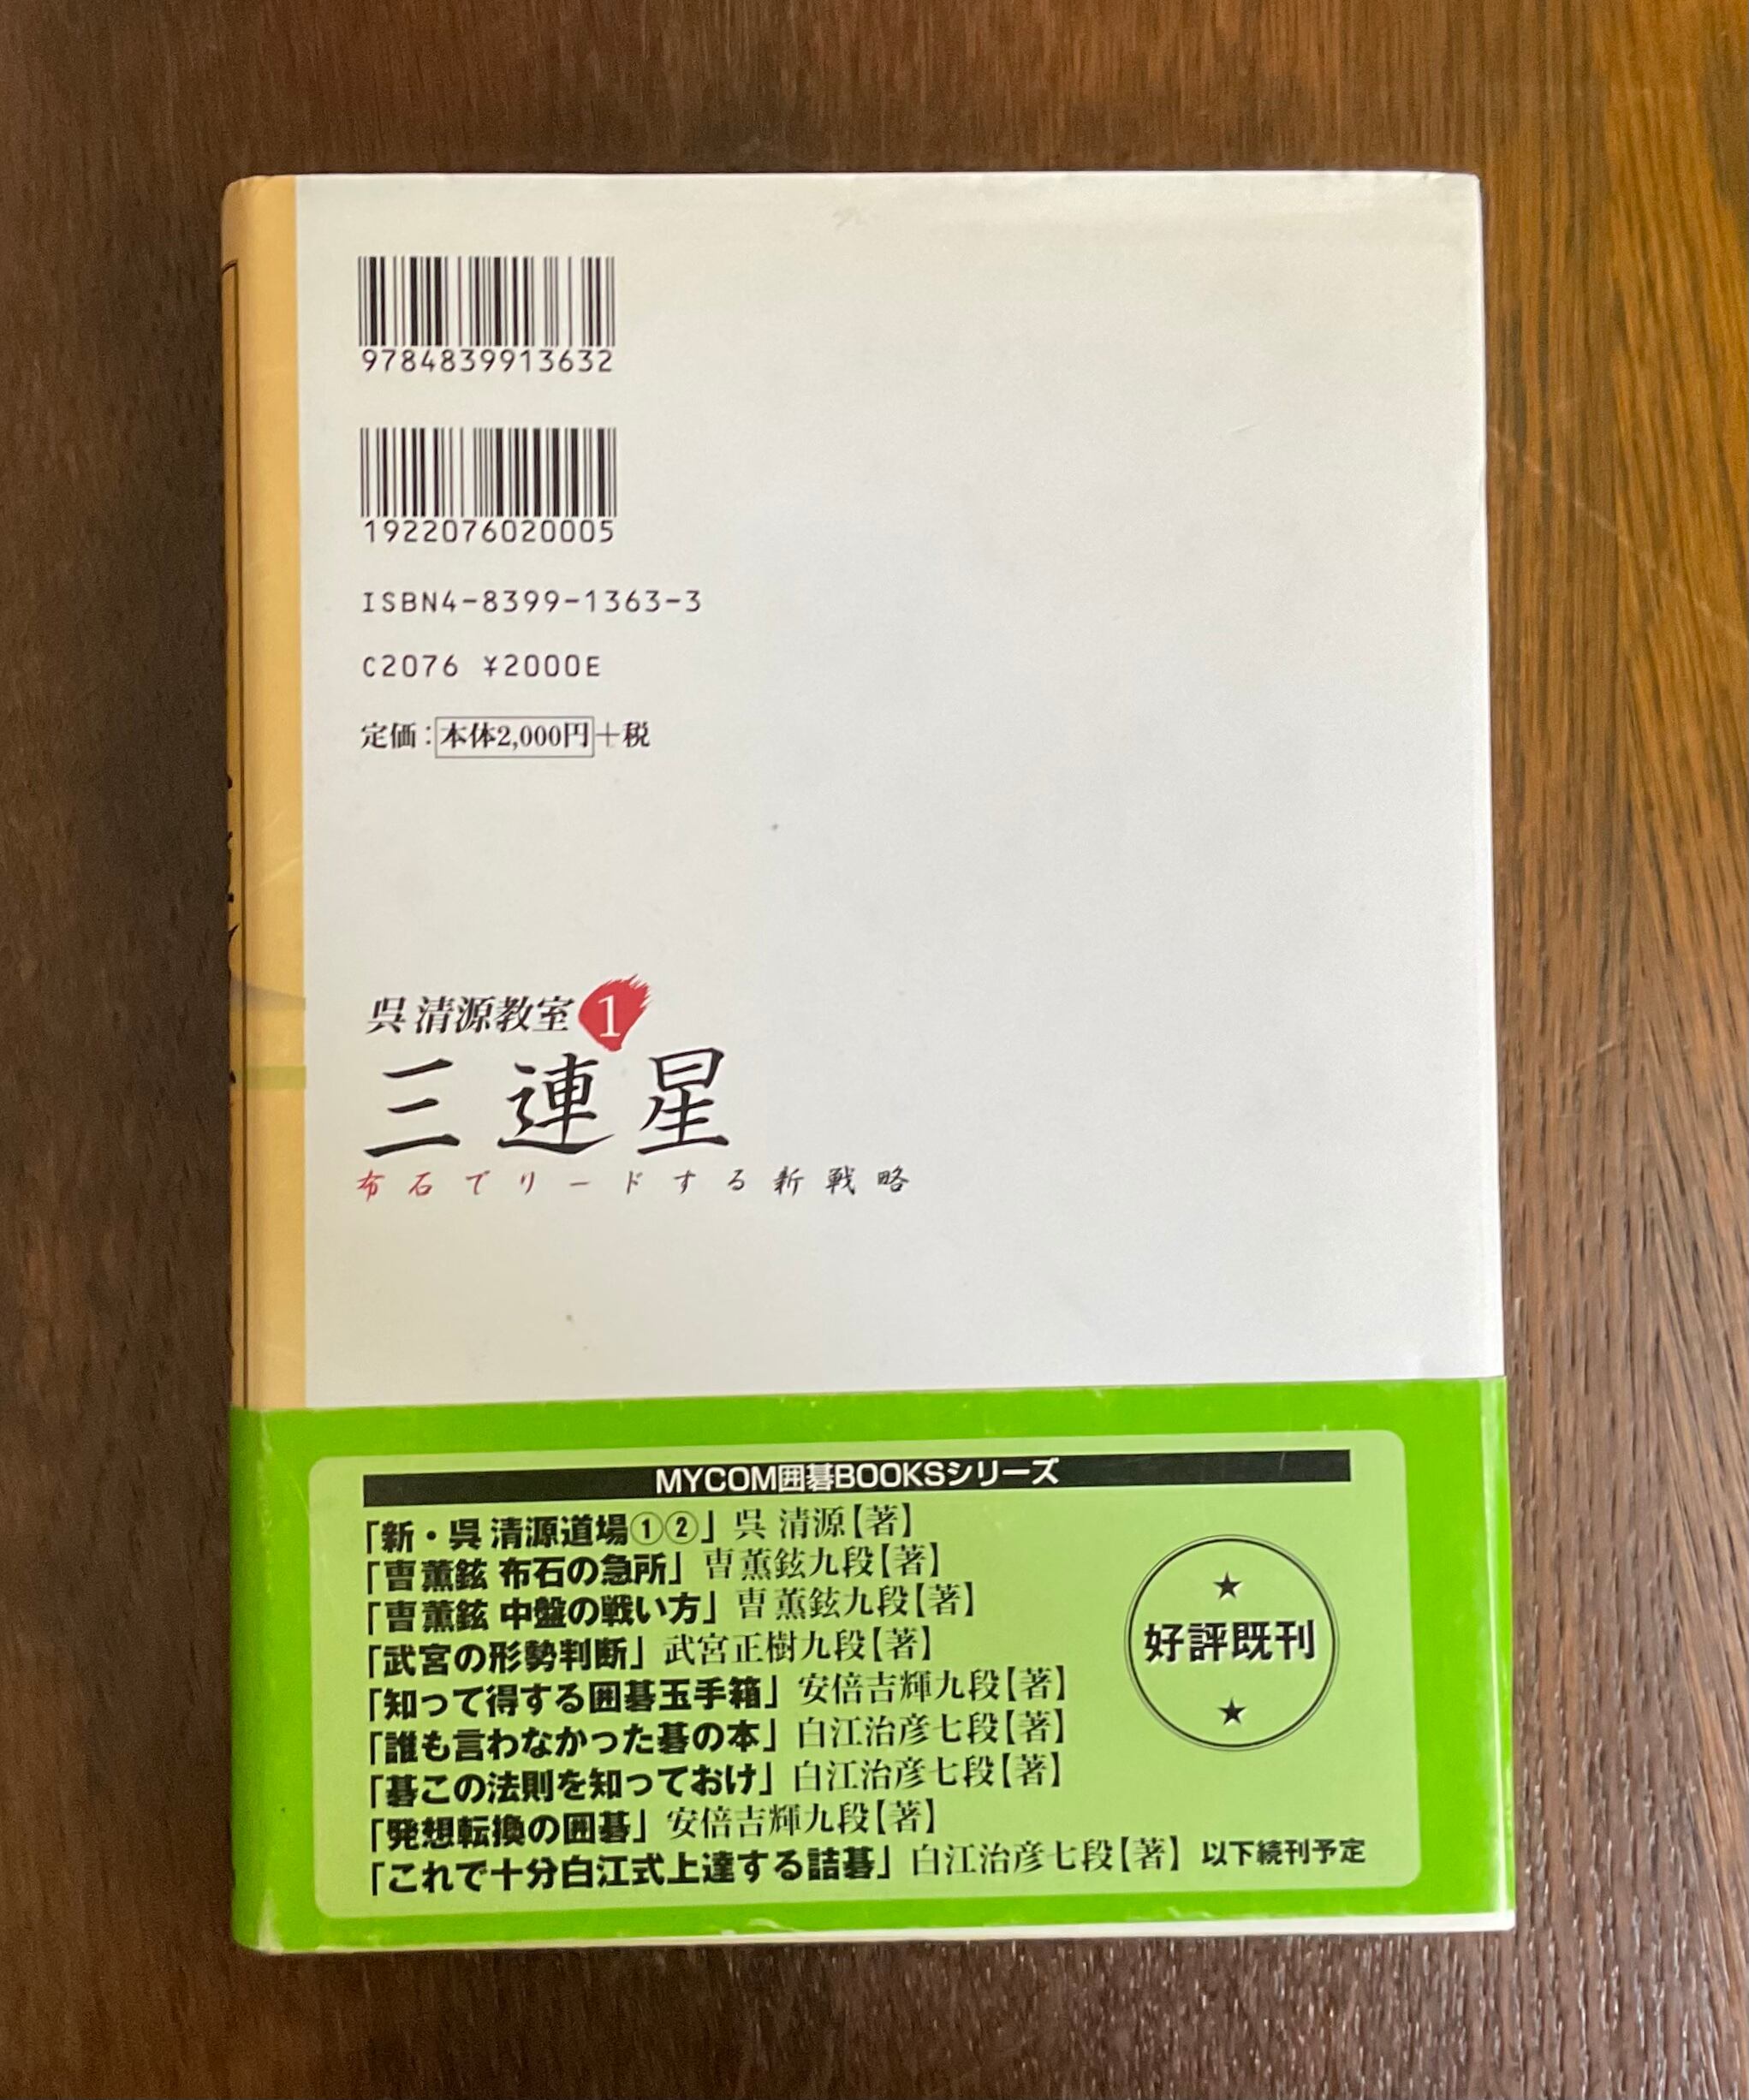 9784839913632
1922076020005
ISBN4-8399-1363-3
C2076 ¥2000E
定価：本体2,000円＋税
呉 清源教室 1
三連星
布石でリードする新戦略
MYCOM囲碁BOOKSシリーズ
「新・呉 清源道場①②」呉 清源【著】
「曺薫鉉 布石の急所」曺薫鉉九段【著】
「曺薫鉉 中盤の戦い方」曺薫鉉九段【著】
「武宮の形勢判断」武宮正樹九段【著】
「知って得する囲碁玉手箱」安倍吉輝九段【著】
「誰も言わなかった碁の本」白江治彦七段【著】
「碁この法則を知っておけ」白江治彦七段【著】
「発想転換の囲碁」安倍吉輝九段【著】
「これで十分白江式上達する詰碁」白江治彦七段【著】 以下続刊予定
★
好評既刊
★